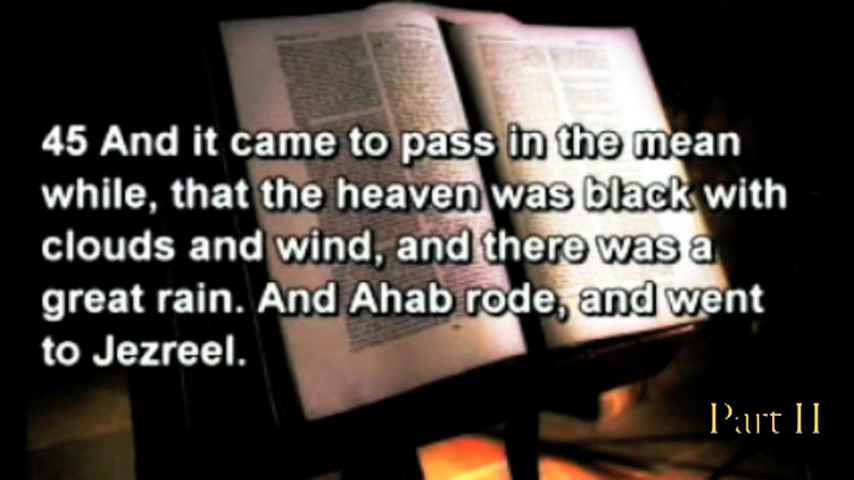 45 And it came to pass in the mean
while, that the heaven was black with
clouds and wind, and there was a
great rain. And Ahab rode, and went
to Jezreel.
Part II